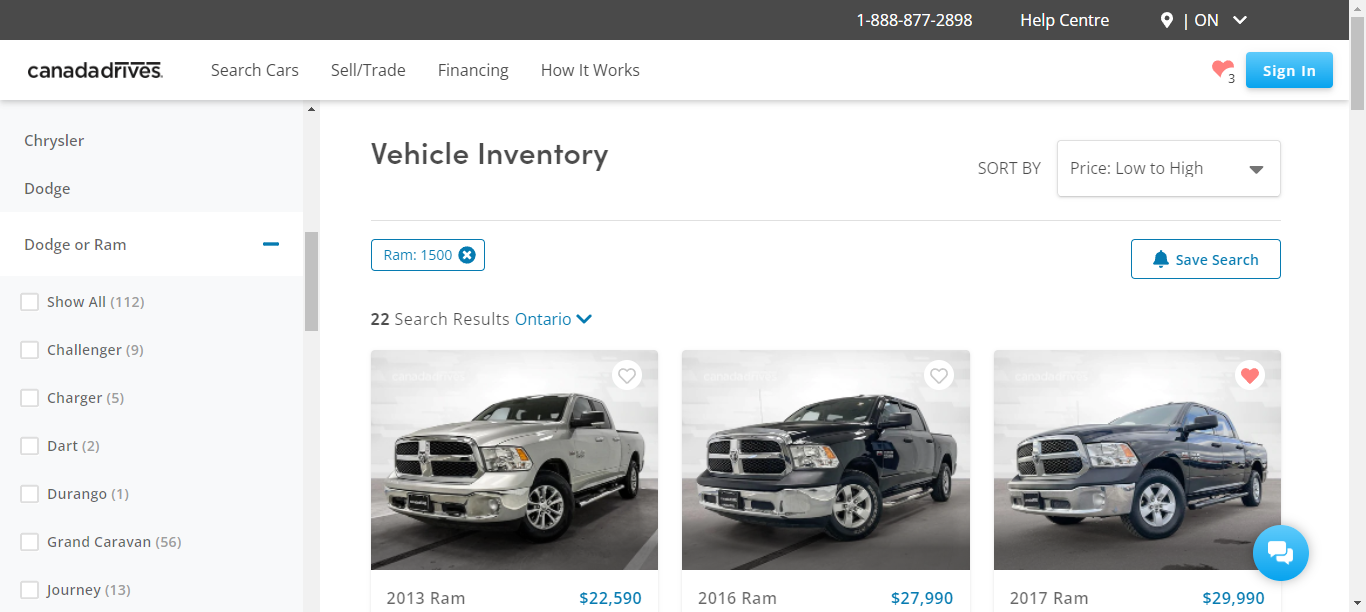 1-888-877-2898 Help Centre | ON
canadadrives. Search Cars Sell/Trade Financing How It Works 3 Sign In
Chrysler
Dodge
Dodge or Ram
Show All (112)
Challenger (9)
Charger (5)
Dart (2)
Durango (1)
Grand Caravan (56)
Journey (13)
Vehicle Inventory
SORT BY Price: Low to High
Ram: 1500
Save Search
22 Search Results Ontario
canadadrives
2013 Ram $22,590
canadadrives
2016 Ram $27,990
canadadrives
2017 Ram $29,990